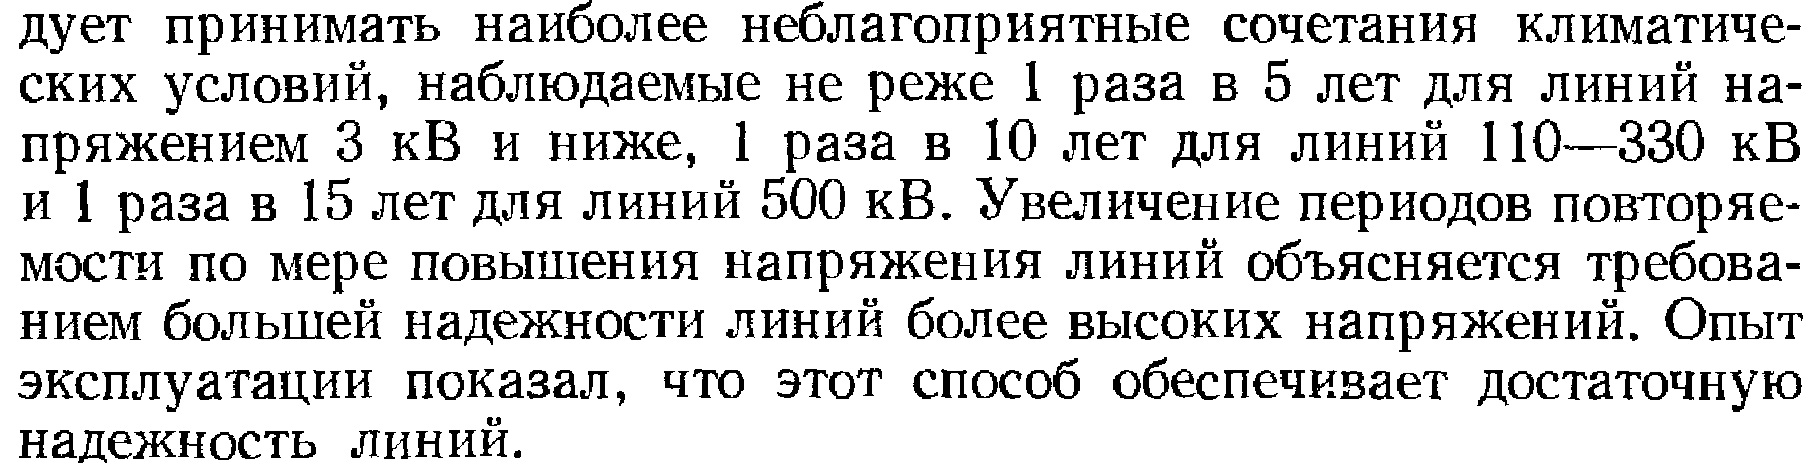 дует принимать наиболее неблагоприятные сочетания климатиче-
ских условий, наблюдаемые не реже 1 раза в 5 лет для линий на-
пряжением 3 кВ и ниже, 1 раза в 10 лет для линий 110—330 кВ
и 1 раза в 15 лет для линий 500 кВ. Увеличение периодов повторяе-
мости по мере повышения напряжения линий объясняется требова-
нием большей надежности линий более высоких напряжений. Опыт
эксплуатации показал, что этот способ обеспечивает достаточную
надежность линий.